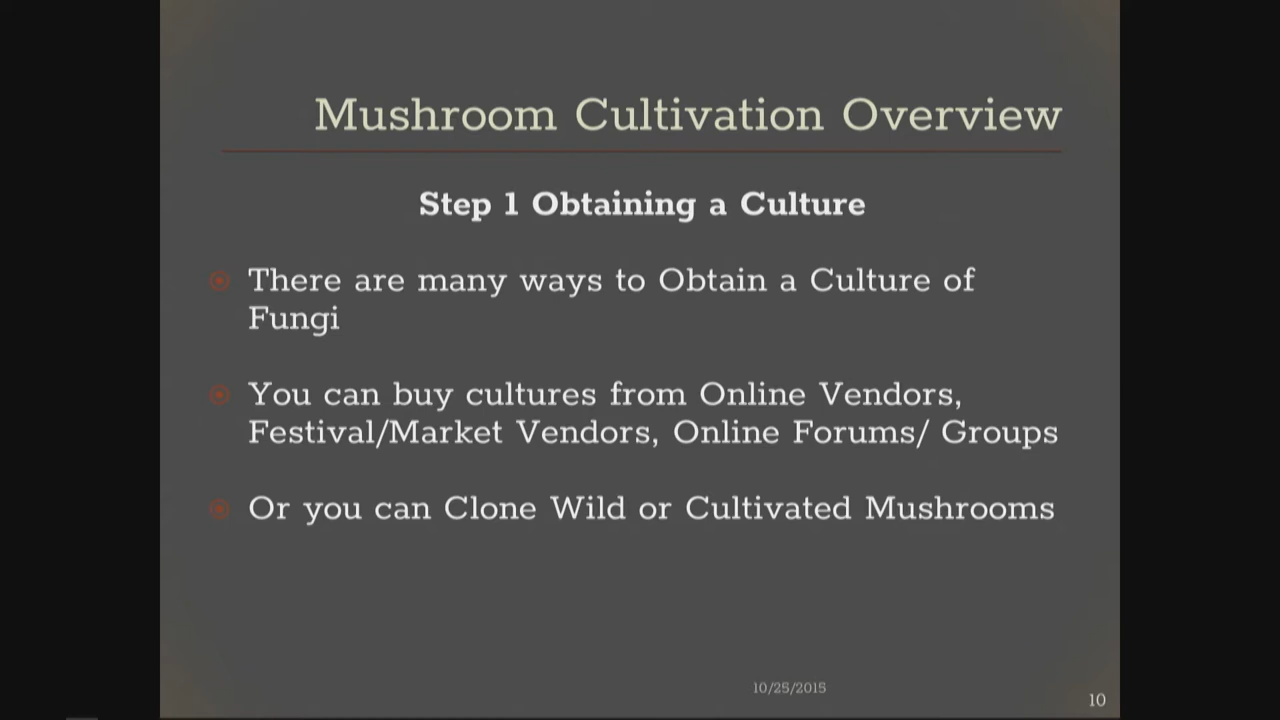 Mushroom Cultivation Overview
Step 1 Obtaining a Culture
There are many ways to Obtain a Culture of
Fungi
You can buy cultures from Online Vendors,
Festival/Market Vendors, Online Forums/ Groups
Or you can Clone Wild or Cultivated Mushrooms
10/25/2015
10